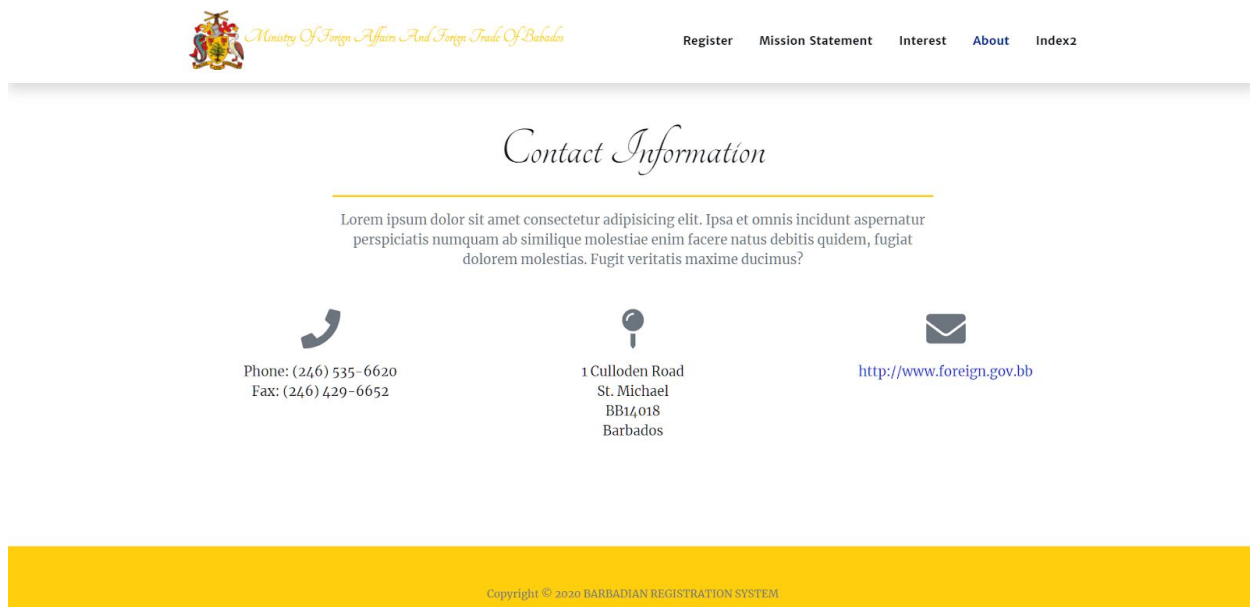 Ministry Of Forign Affairs And Forign Trade Of Babados
Register Mission Statement Interest About Index2
Contact Information
Lorem ipsum dolor sit amet consectetur adipisicing elit. Ipsa et omnis incidunt aspernatur
perspiciatis numquam ab similique molestiae enim facere natus debitis quidem, fugiat
dolorem molestias. Fugit veritatis maxime ducimus?
Phone: (246) 535-6620
Fax: (246) 429-6652
1 Culloden Road
St. Michael
BB14018
Barbados
http://www.foreign.gov.bb
Copyright © 2020 BARBADIAN REGISTRATION SYSTEM